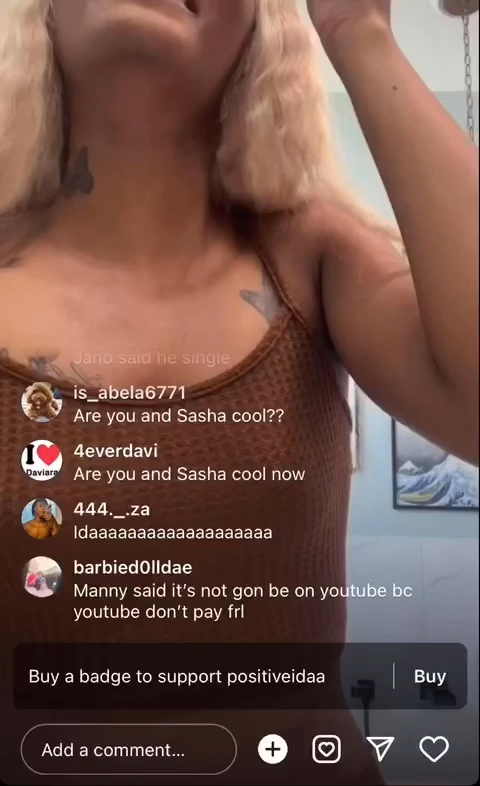 Jano said he single
is_abela6771
Are you and Sasha cool??
4everdavi
I ❤️
Daviara
Are you and Sasha cool now
444._.za
Idaaaaaaaaaaaaaaaaaaa
barbied0lldae
Manny said it’s not gon be on youtube bc
youtube don’t pay frl
Buy a badge to support positiveidaa
Buy
Add a comment...